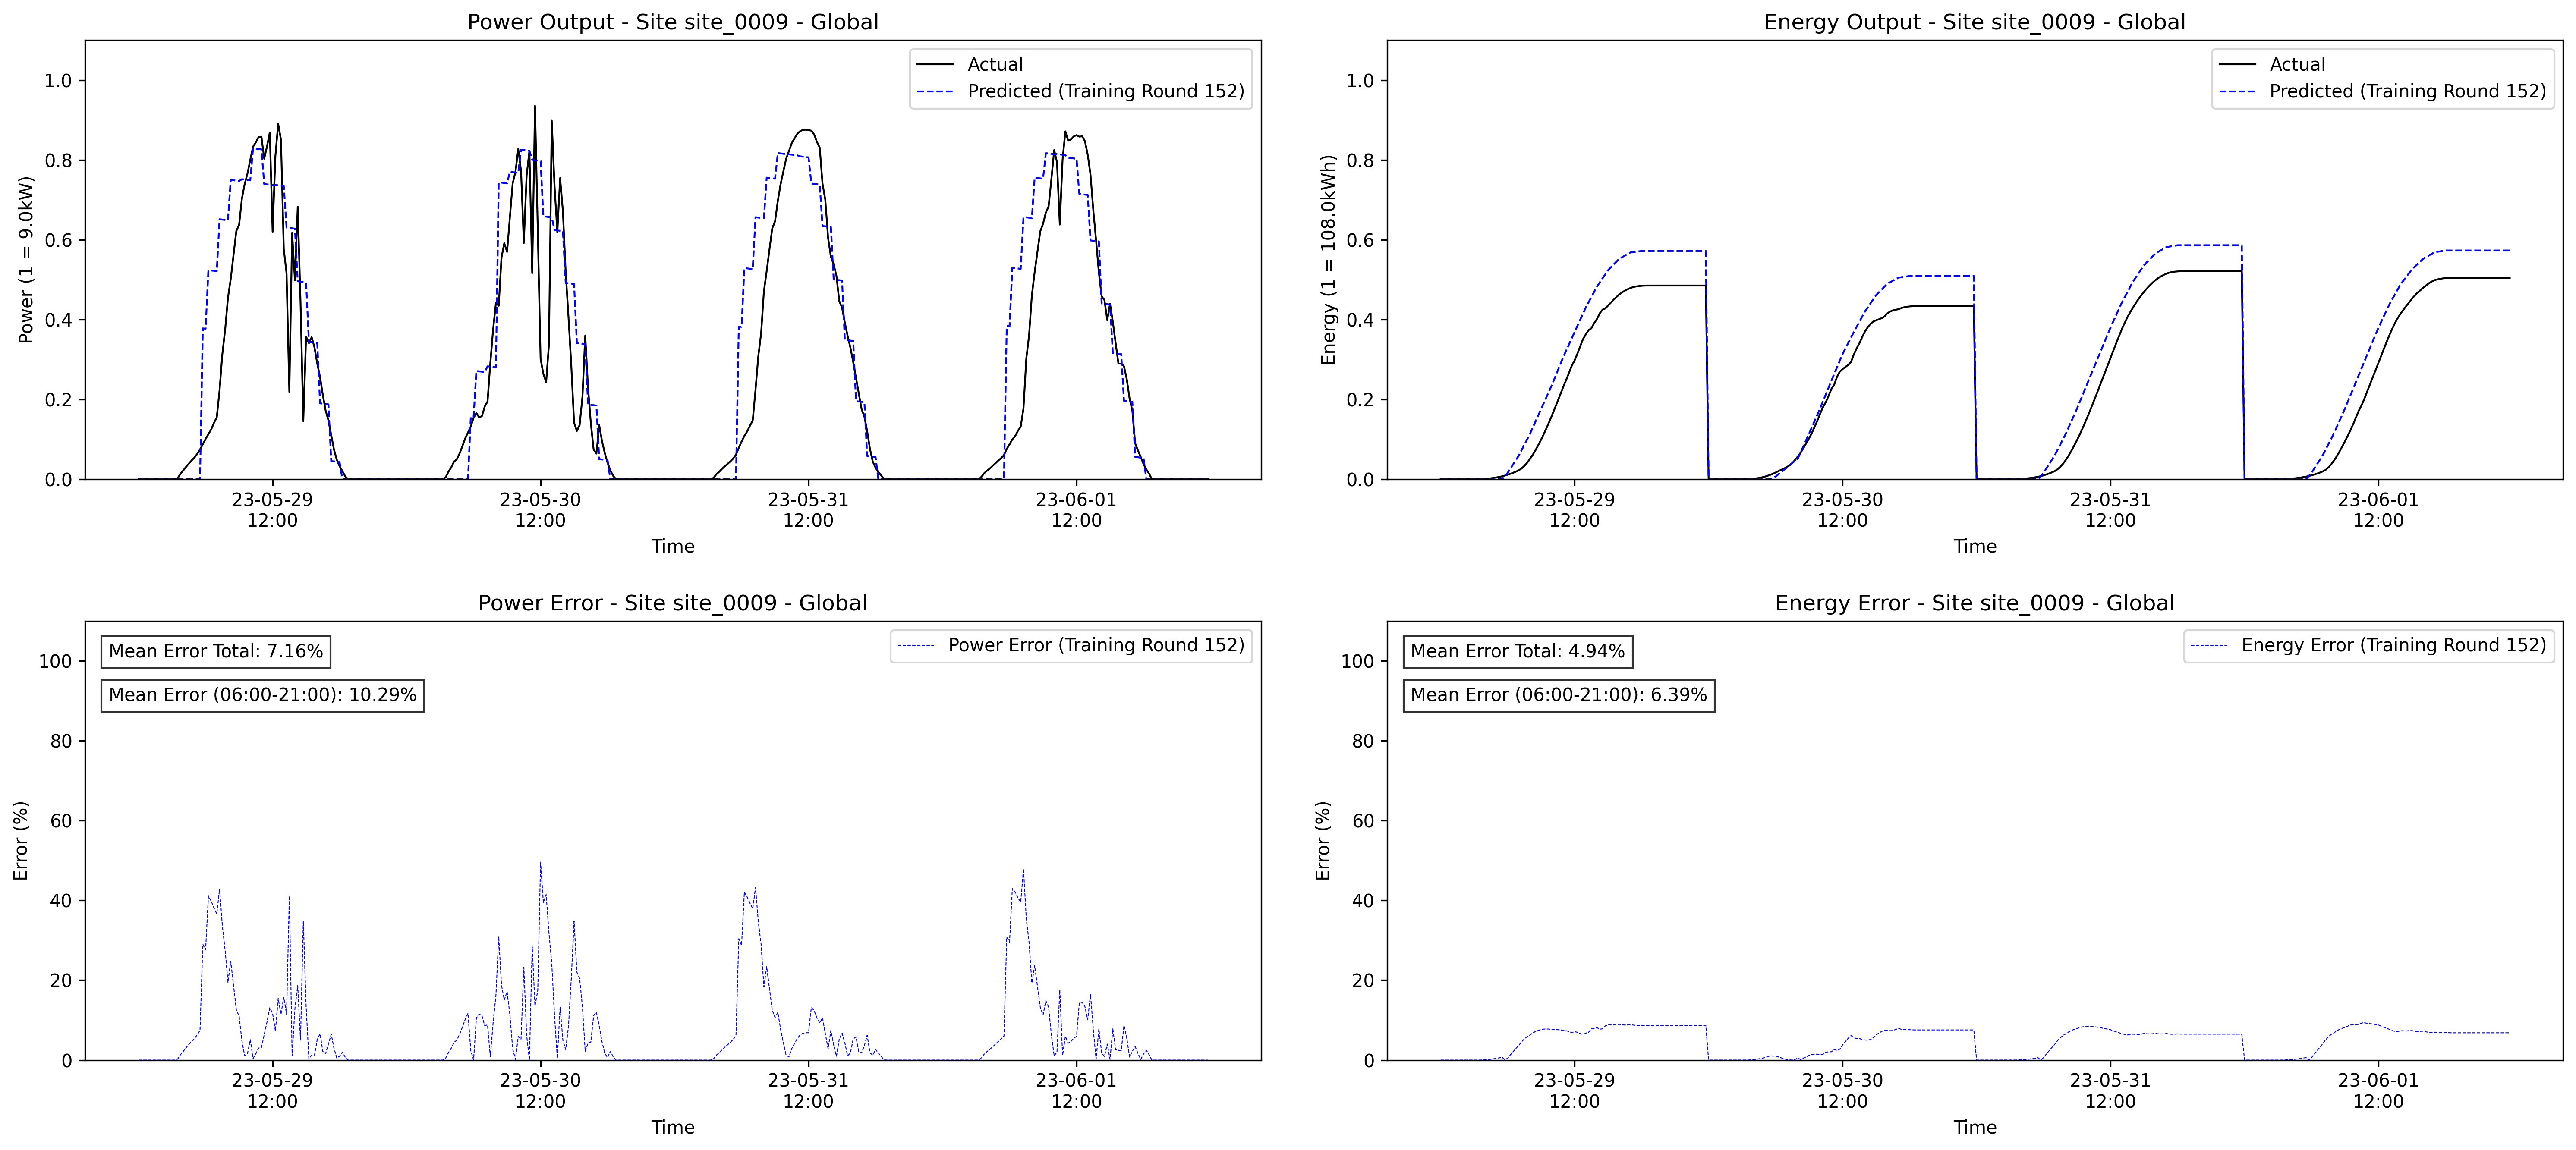 Power Output - Site site_0009 - Global
Power (1 = 9.0kW)
1.0
0.8
0.6
0.4
0.2
0.0
Actual
Predicted (Training Round 152)
23-05-29
12:00
23-05-30
12:00
23-05-31
12:00
23-06-01
12:00
Time
Energy Output - Site site_0009 - Global
Energy (1 = 108.0kWh)
1.0
0.8
0.6
0.4
0.2
0.0
Actual
Predicted (Training Round 152)
23-05-29
12:00
23-05-30
12:00
23-05-31
12:00
23-06-01
12:00
Time
Power Error - Site site_0009 - Global
Error (%)
100
80
60
40
20
0
Mean Error Total: 7.16%
Mean Error (06:00-21:00): 10.29%
Power Error (Training Round 152)
23-05-29
12:00
23-05-30
12:00
23-05-31
12:00
23-06-01
12:00
Time
Energy Error - Site site_0009 - Global
Error (%)
100
80
60
40
20
0
Mean Error Total: 4.94%
Mean Error (06:00-21:00): 6.39%
Energy Error (Training Round 152)
23-05-29
12:00
23-05-30
12:00
23-05-31
12:00
23-06-01
12:00
Time